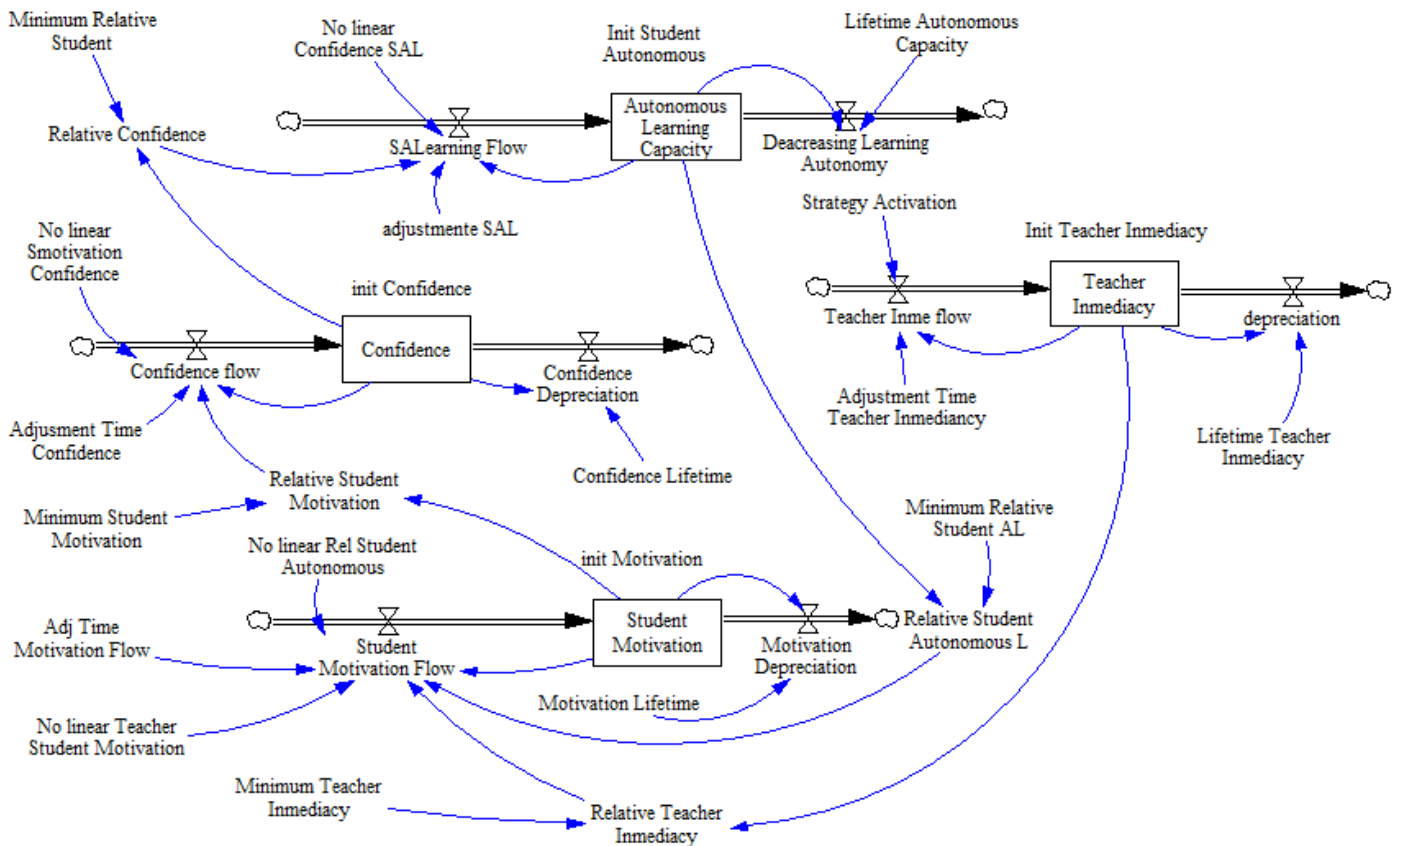 Minimum Relative
Student
No linear
Confidence SAL
Init Student
Autonomous
Lifetime Autonomous
Capacity
Relative Confidence
SALearning Flow
Autonomous
Learning
Capacity
Deacreasing Learning
Autonomy
adjustmente SAL
Strategy Activation
No linear
Smotivation
Confidence
init Confidence
Init Teacher Inmediacy
Teacher
Inmediacy
Teacher Inme flow
depreciation
Confidence flow
Confidence
Confidence
Depreciation
Adjustment Time
Teacher Inmediancy
Adjusment Time
Confidence
Lifetime Teacher
Inmediacy
Relative Student
Motivation
Confidence Lifetime
Minimum Student
Motivation
Minimum Relative
Student AL
No linear Rel Student
Autonomous
init Motivation
Adj Time
Motivation Flow
Student
Motivation Flow
Student
Motivation
Motivation
Depreciation
Relative Student
Autonomous L
Motivation Lifetime
No linear Teacher
Student Motivation
Minimum Teacher
Inmediacy
Relative Teacher
Inmediacy